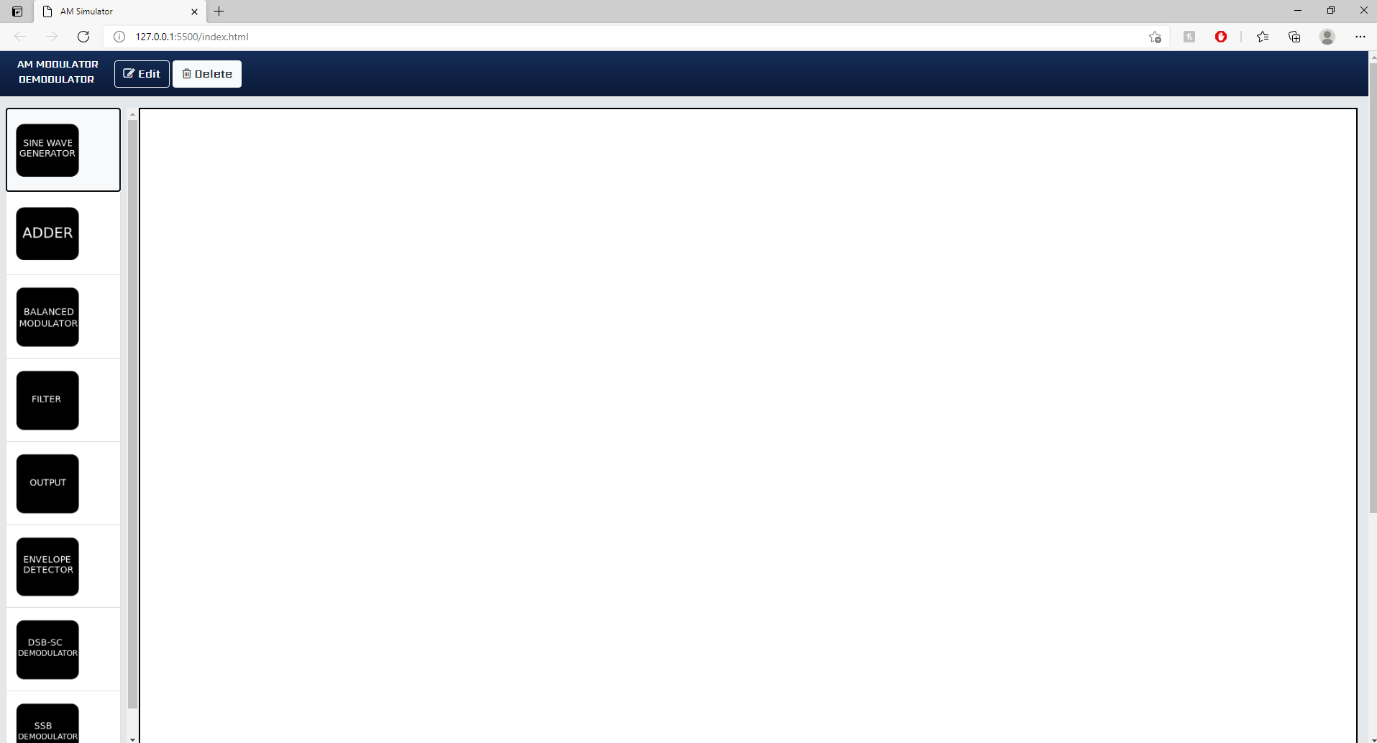 AM Simulator
127.0.0.1:5500/index.html
AM MODULATOR
DEMODULATOR
Edit
Delete
SINE WAVE
GENERATOR
ADDER
BALANCED
MODULATOR
FILTER
OUTPUT
ENVELOPE
DETECTOR
DSB-SC
DEMODULATOR
SSB
DEMODULATOR